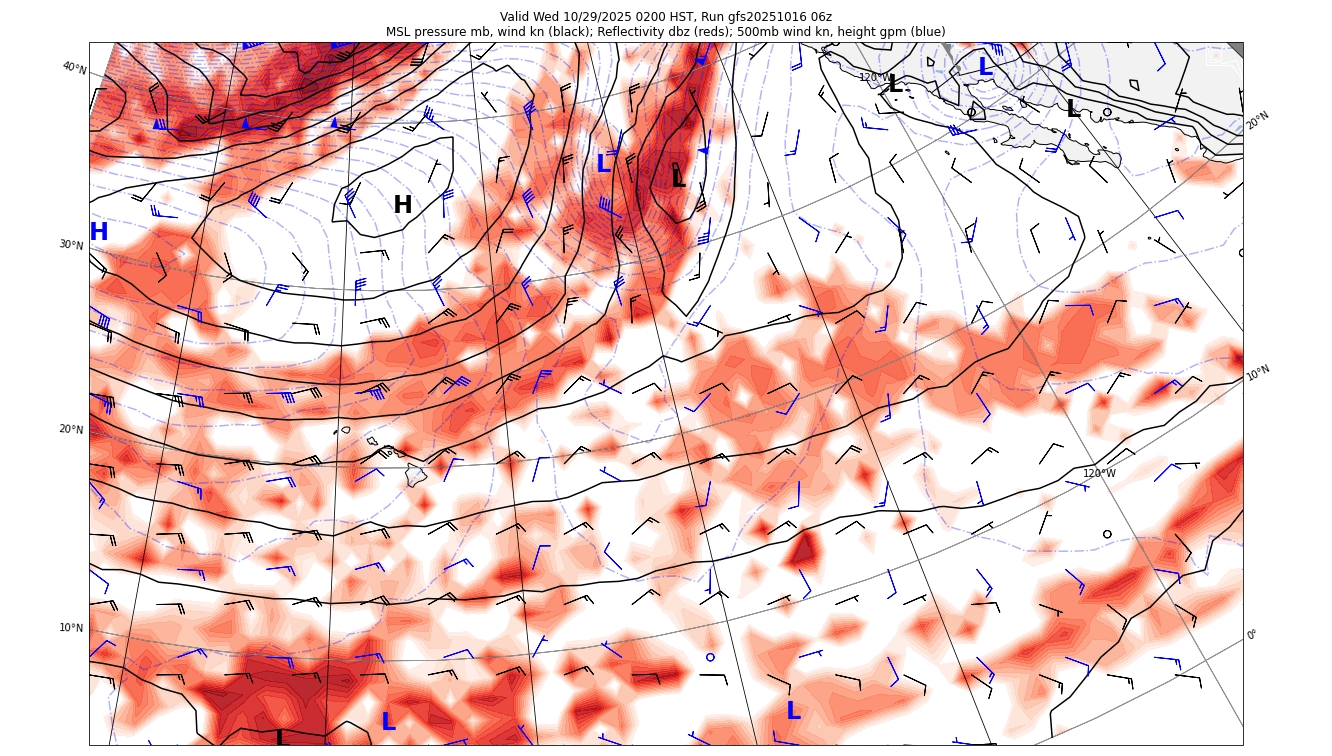 Valid Wed 10/29/2025 0200 HST, Run gfs20251016 06z
MSL pressure mb, wind kn (black); Reflectivity dbz (reds); 500mb wind kn, height gpm (blue)
40°N
120°W
L
L
L
20°N
L
L
H
H
30°N
10°N
20°N
120°W
10°N
0°
L
L
L